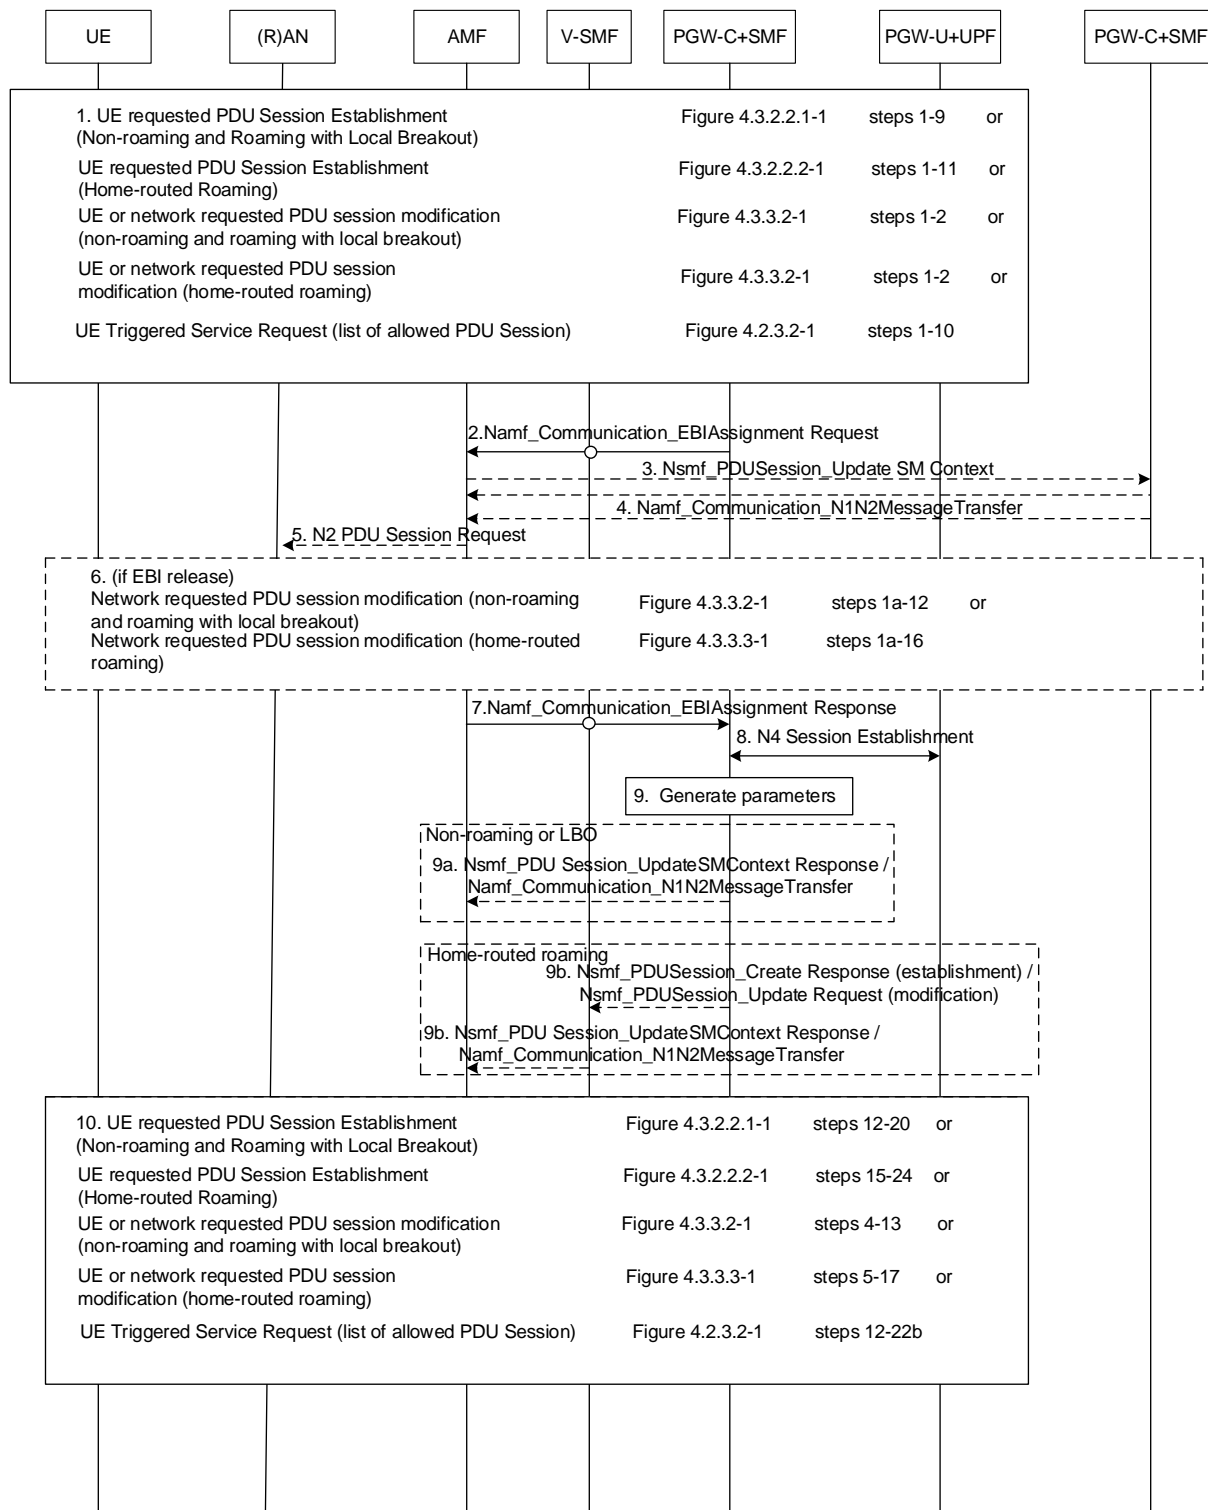 UE
(R)AN
AMF
V-SMF
PGW-C+SMF
PGW-U+UPF
PGW-C+SMF
1. UE requested PDU Session Establishment
(Non-roaming and Roaming with Local Breakout)
Figure 4.3.2.2.1-1 steps 1-9 or
UE requested PDU Session Establishment
(Home-routed Roaming)
Figure 4.3.2.2.2-1 steps 1-11 or
UE or network requested PDU session modification
(non-roaming and roaming with local breakout)
Figure 4.3.3.2-1 steps 1-2 or
UE or network requested PDU session
modification (home-routed roaming)
Figure 4.3.3.2-1 steps 1-2 or
UE Triggered Service Request (list of allowed PDU Session) Figure 4.2.3.2-1 steps 1-10
2.Namf_Communication_EBIAssignment Request
3. Nsmf_PDUSession_Update SM Context
4. Namf_Communication_N1N2MessageTransfer
5. N2 PDU Session Request
6. (if EBI release)
Network requested PDU session modification (non-roaming
and roaming with local breakout)
Figure 4.3.3.2-1 steps 1a-12 or
Network requested PDU session modification (home-routed
roaming)
Figure 4.3.3.3-1 steps 1a-16
7.Namf_Communication_EBIAssignment Response
8. N4 Session Establishment
9. Generate parameters
Non-roaming or LBO
9a. Nsmf_PDU Session_UpdateSMContext Response /
Namf_Communication_N1N2MessageTransfer
Home-routed roaming
9b. Nsmf_PDUSession_Create Response (establishment) /
Nsmf_PDUSession_Update Request (modification)
9b. Nsmf_PDU Session_UpdateSMContext Response /
Namf_Communication_N1N2MessageTransfer
10. UE requested PDU Session Establishment
(Non-roaming and Roaming with Local Breakout)
Figure 4.3.2.2.1-1 steps 12-20 or
UE requested PDU Session Establishment
(Home-routed Roaming)
Figure 4.3.2.2.2-1 steps 15-24 or
UE or network requested PDU session modification
(non-roaming and roaming with local breakout)
Figure 4.3.3.2-1 steps 4-13 or
UE or network requested PDU session
modification (home-routed roaming)
Figure 4.3.3.3-1 steps 5-17 or
UE Triggered Service Request (list of allowed PDU Session) Figure 4.2.3.2-1 steps 12-22b